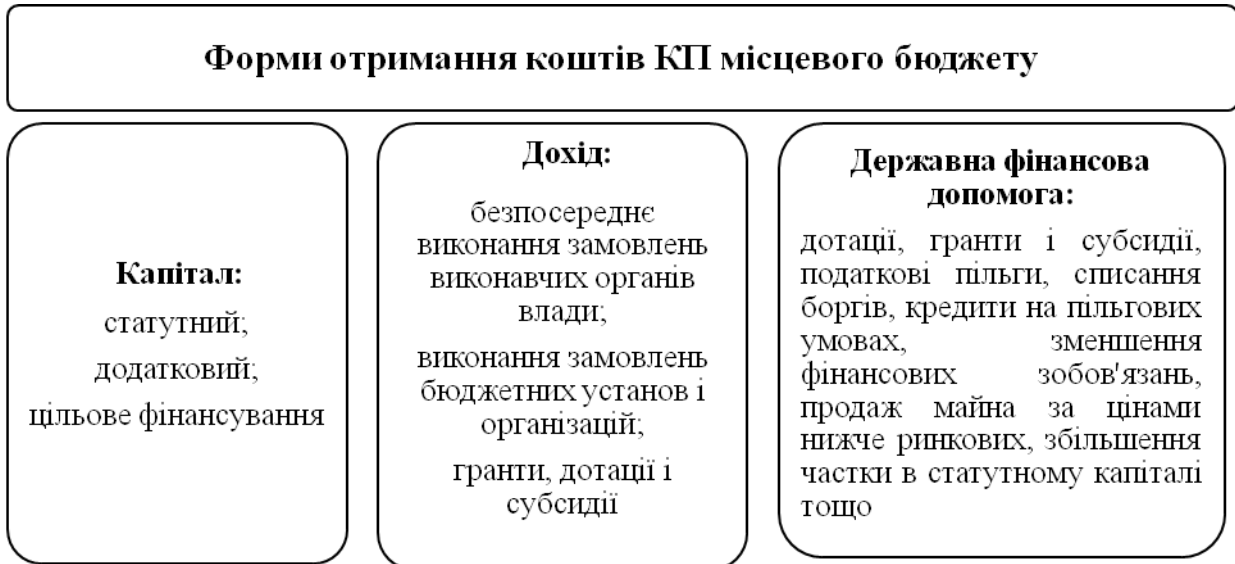 Форми отримання коштів КП місцевого бюджету
Капітал:
статутний;
додатковий;
цільове фінансування
Дохід:
безпосереднє
виконання замовлень
виконавчих органів
влади;
виконання замовлень
бюджетних установ і
організацій;
гранти, дотації і
субсидії
Державна фінансова
допомога:
дотації, гранти і субсидії,
податкові пільги, списання
боргів, кредити на пільгових
умовах, зменшення
фінансових зобов'язань,
продаж майна за цінами
нижче ринкових, збільшення
частки в статутному капіталі
тощо